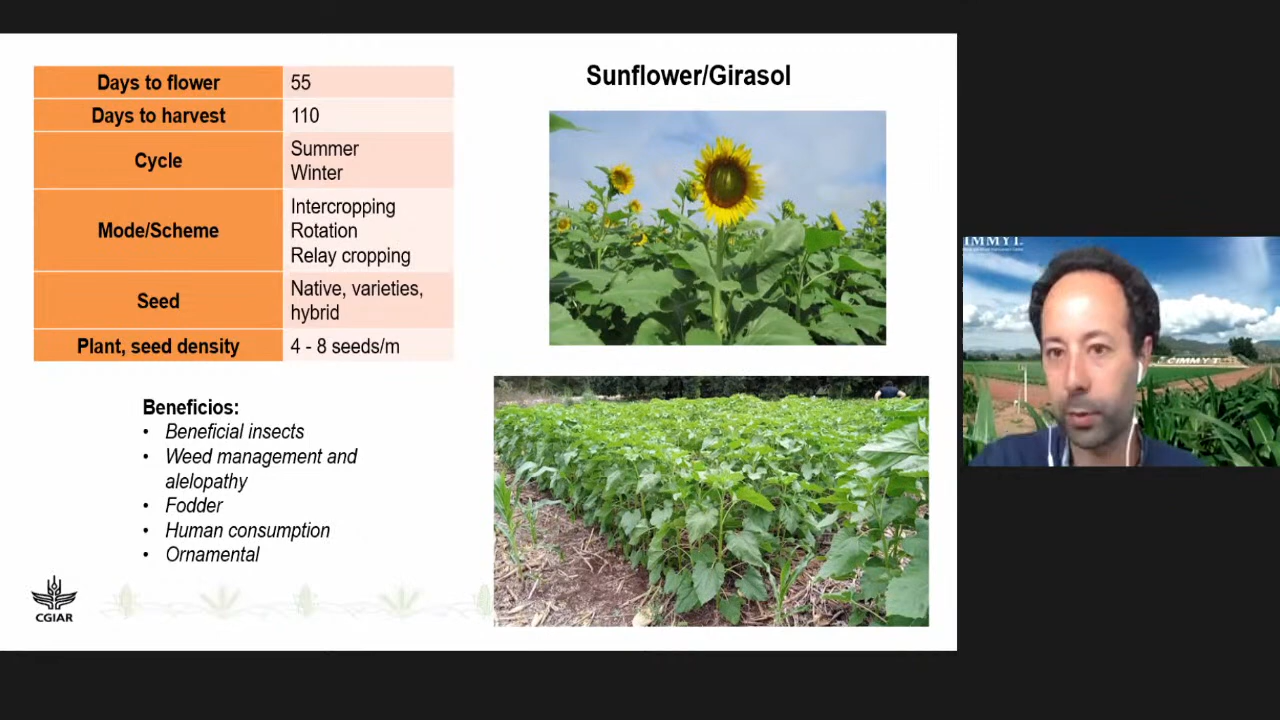 Sunflower/Girasol
Days to flower 55
Days to harvest 110
Cycle Summer
Winter
Mode/Scheme Intercropping
Rotation
Relay cropping
Seed Native, varieties,
hybrid
Plant, seed density 4 - 8 seeds/m
Beneficios:
• Beneficial insects
• Weed management and
alelopathy
• Fodder
• Human consumption
• Ornamental
CGIAR
CIMMYT